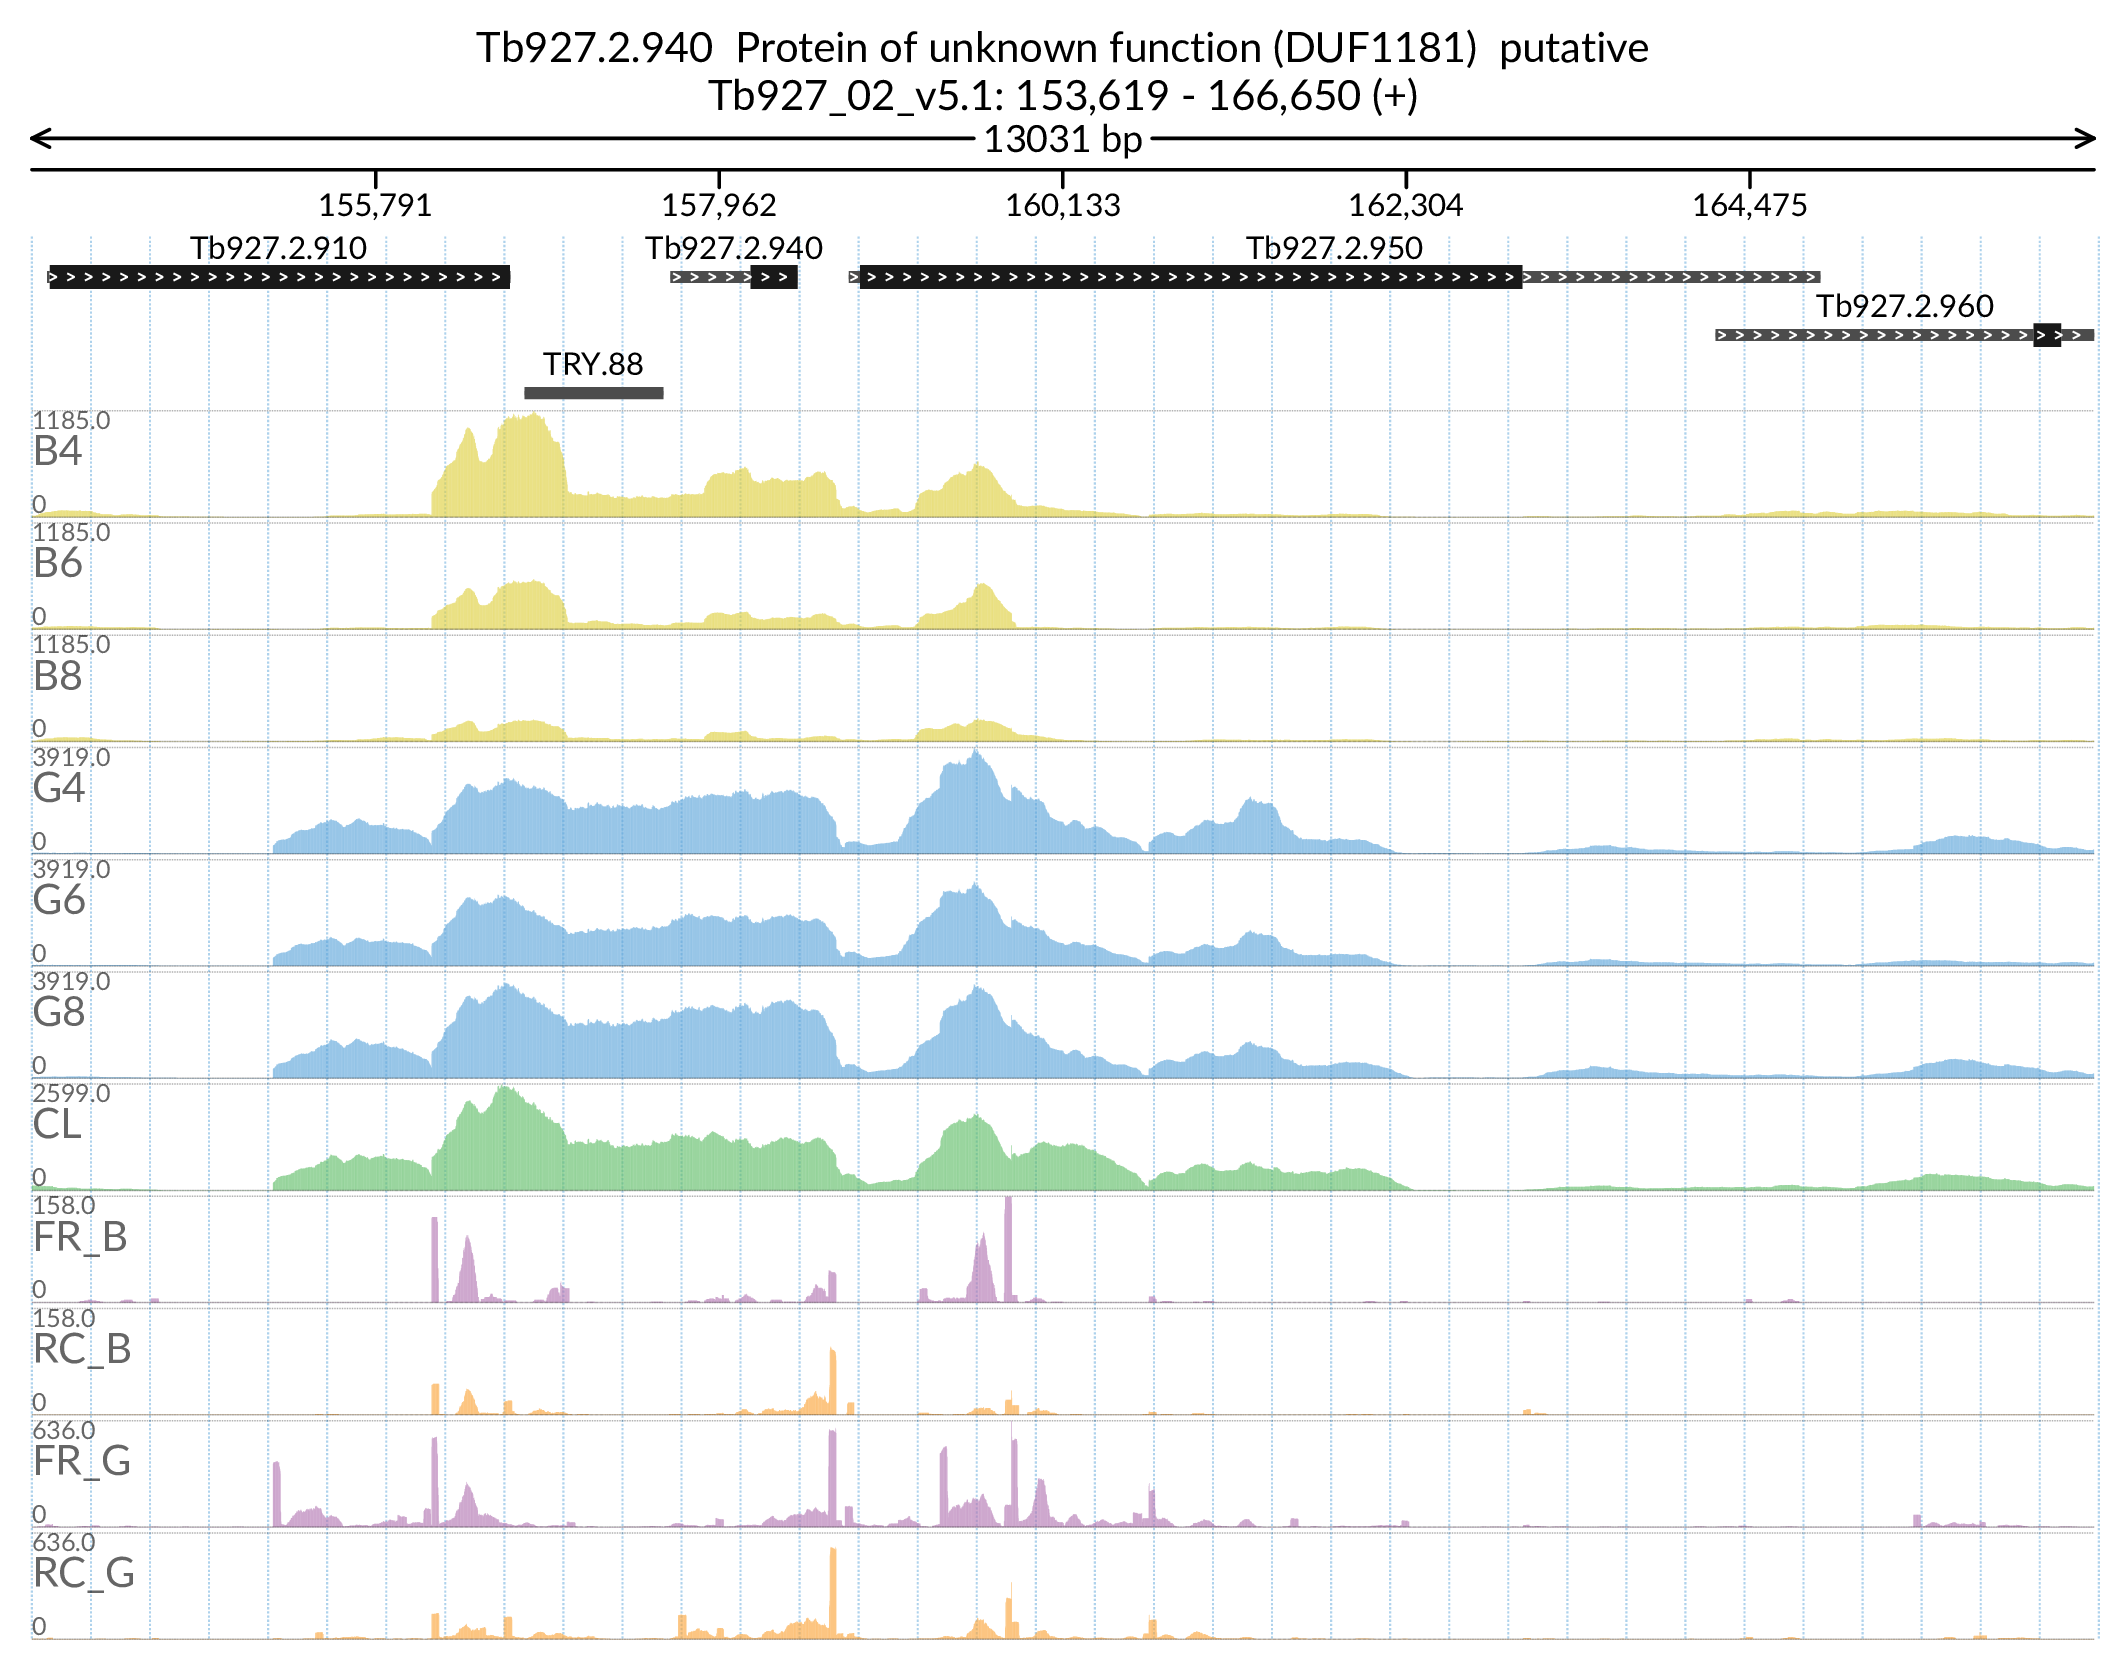 Tb927.2.940  Protein of unknown function (DUF1181)  putative
Tb927_02_v5.1: 153,619 - 166,650 (+)
13031 bp
155,791 157,962 160,133 162,304 164,475
Tb927.2.910 Tb927.2.940 Tb927.2.950
Tb927.2.960
TRY.88
1185.0
B4
0
1185.0
B6
0
1185.0
B8
0
3919.0
G4
0
3919.0
G6
0
3919.0
G8
0
2599.0
CL
0
158.0
FR_B
0
158.0
RC_B
0
636.0
FR_G
0
636.0
RC_G
0